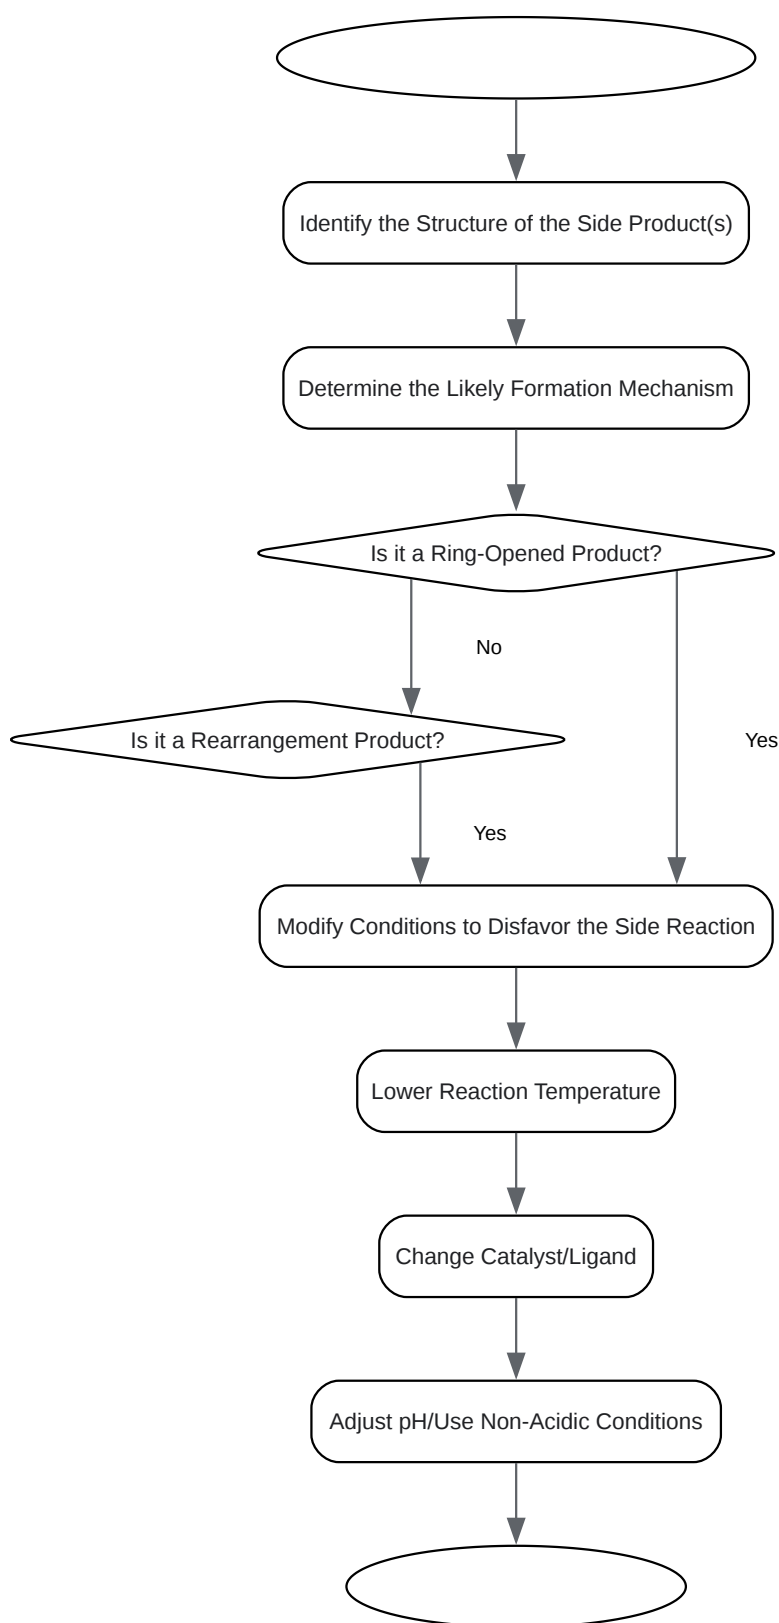 Identify the Structure of the Side Product(s)
Determine the Likely Formation Mechanism
Is it a Ring-Opened Product?
No
Is it a Rearrangement Product?
Yes
Yes
Modify Conditions to Disfavor the Side Reaction
Lower Reaction Temperature
Change Catalyst/Ligand
Adjust pH/Use Non-Acidic Conditions